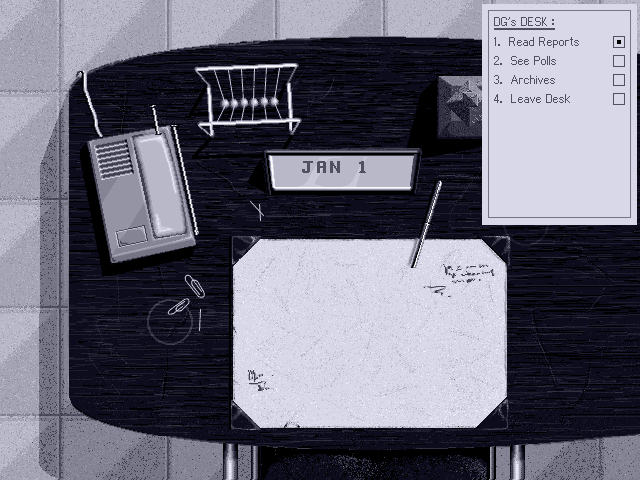 DG's DESK :
1. Read Reports
2. See Polls
3. Archives
4. Leave Desk
JAN 1